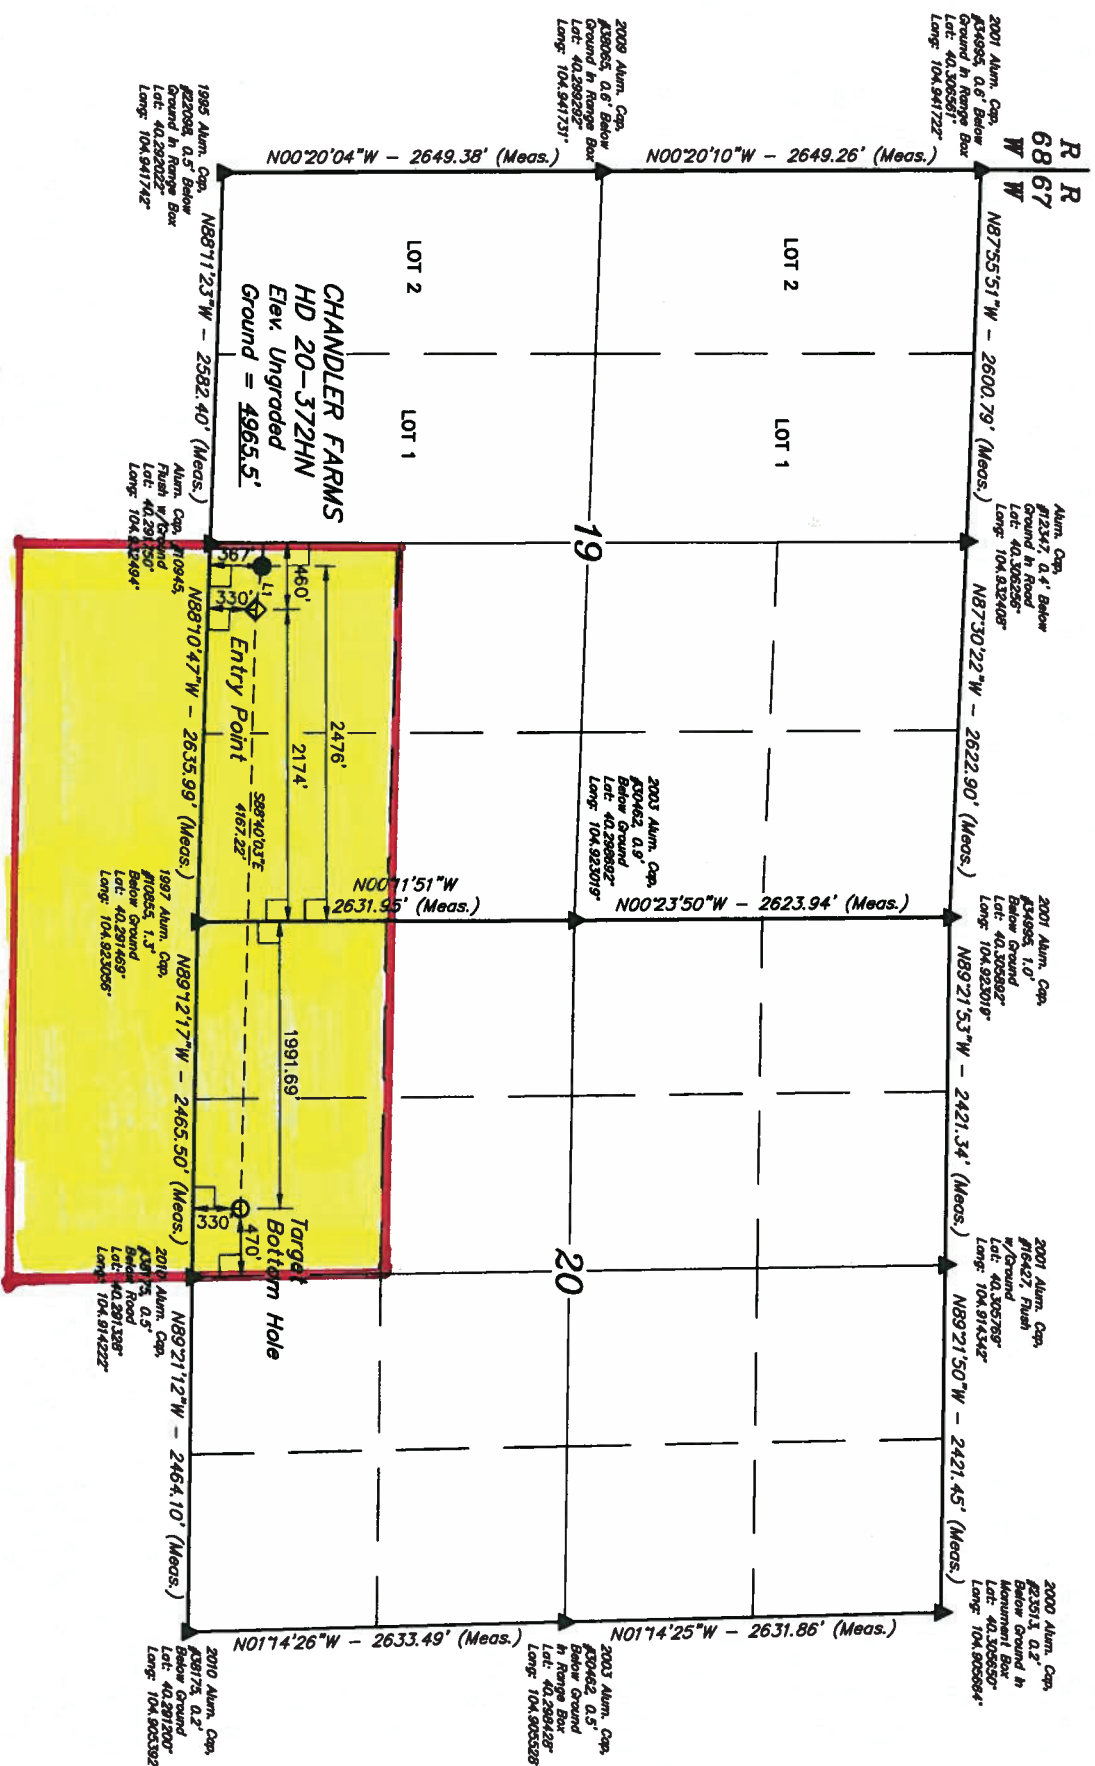 R
68
W
R
67
W
2001 Alum. Cap,
#34995, 0.6' Below
Ground in Range Box
Lat: 40.306561°
Long: 104.941722°
N87°55'51"W - 2600.79' (Meas.)
Alum. Cap,
#12347, 0.4' Below
Ground in Road
Lat: 40.306256°
Long: 104.932408°
N87°30'22"W - 2622.90' (Meas.)
2001 Alum. Cap,
#34995, 1.0'
Below Ground
Lat: 40.305892°
Long: 104.923019°
N89°21'53"W - 2421.34' (Meas.)
2001 Alum. Cap,
#16427, Flush
w/Ground
Lat: 40.305769°
Long: 104.914342°
N89°21'50"W - 2421.45' (Meas.)
2000 Alum. Cap,
#23513, 0.2'
Below Ground in
Monument Box
Lat: 40.305650°
Long: 104.905664°
N00°20'10"W - 2649.26' (Meas.)
LOT 2
LOT 1
N00°23'50"W - 2623.94' (Meas.)
N01°14'25"W - 2631.86' (Meas.)
2009 Alum. Cap,
#38065, 0.6' Below
Ground in Range Box
Lat: 40.299292°
Long: 104.941731°
19
2003 Alum. Cap,
#30462, 0.9'
Below Ground
Lat: 40.298692°
Long: 104.923019°
20
2003 Alum. Cap,
#30462, 0.5'
Below Ground
in Range Box
Lat: 40.298428°
Long: 104.905528°
N00°20'04"W - 2649.38' (Meas.)
LOT 2
LOT 1
CHANDLER FARMS
HD 20-372HN
Elev. Ungraded
Ground = 4965.5'
N00°11'51"W
2631.95' (Meas.)
N01°14'26"W - 2633.49' (Meas.)
2476'
460'
2174'
1991.69'
367'
L1
330'
Entry Point
S88°40'03"E
4167.22'
Target
Bottom Hole
470'
330'
1995 Alum. Cap,
#22098, 0.5' Below
Ground in Range Box
Lat: 40.292022°
Long: 104.941742°
N88°11'23"W - 2582.40' (Meas.)
Alum. Cap, #10945,
Flush w/Ground
Lat: 40.291750°
Long: 104.932494°
N88°10'47"W - 2635.99' (Meas.)
1997 Alum. Cap,
#10855, 1.3'
Below Ground
Lat: 40.291469°
Long: 104.923056°
N89°12'17"W - 2465.50' (Meas.)
2010 Alum. Cap,
#38175, 0.5'
Below Road
Lat: 40.291328°
Long: 104.914222°
N89°21'12"W - 2464.10' (Meas.)
2010 Alum. Cap,
#38175, 0.2'
Below Ground
Lat: 40.291200°
Long: 104.905392°